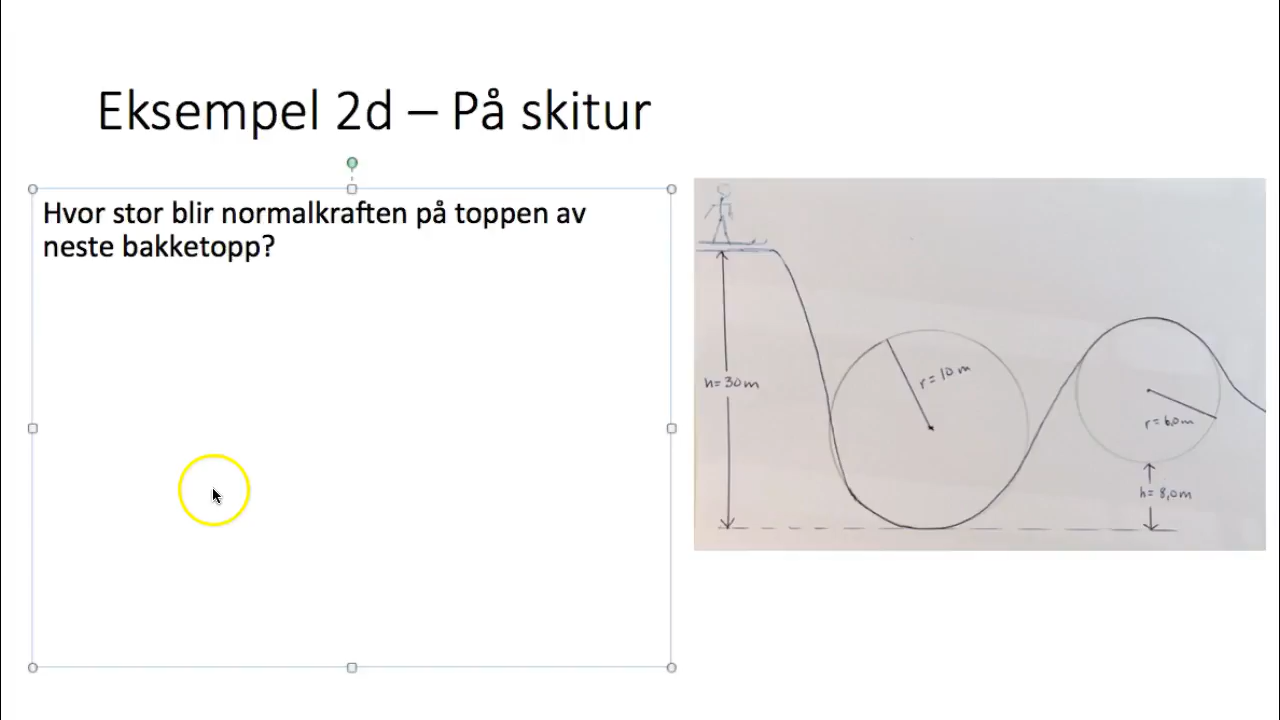 Eksempel 2d – På skitur
Hvor stor blir normalkraften på toppen av
neste bakketopp?
h=30m
r=10m
r=6,0m
h=8,0m